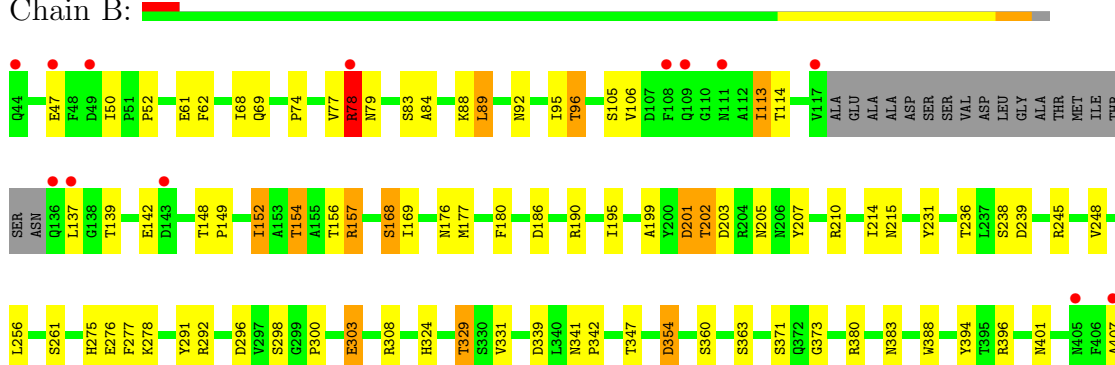 Chain B:
Q44 E47 F48 D49 I50 P51 P52 E61 F62 I68 Q69 P74 V77 R78 N79 S83 A84 K88 L89 N92 I95 T96 S105 V106 D107 F108 Q109 G110 N111 A112 I113 T114 V117 ALA GLU ALA ALA ASP SER SER VAL ASP LEU GLY ALA THR MET ILE THR
SER ASN Q136 L137 G138 T139 E142 D143 T148 P149 I152 A153 T154 A155 T156 R157 S168 I169 N176 M177 F180 D186 R190 I195 A199 Y200 D201 T202 D203 R204 N205 N206 Y207 R210 I214 N215 Y231 T236 L237 S238 D239 R245 V248
L256 S261 H275 E276 F277 K278 Y291 R292 D296 V297 S298 G299 P300 E303 R308 H324 T329 S330 V331 D339 L340 N341 P342 T347 D354 S360 S363 S371 Q372 G373 R380 N383 W388 Y394 T395 R396 N401 N405 F406 A407